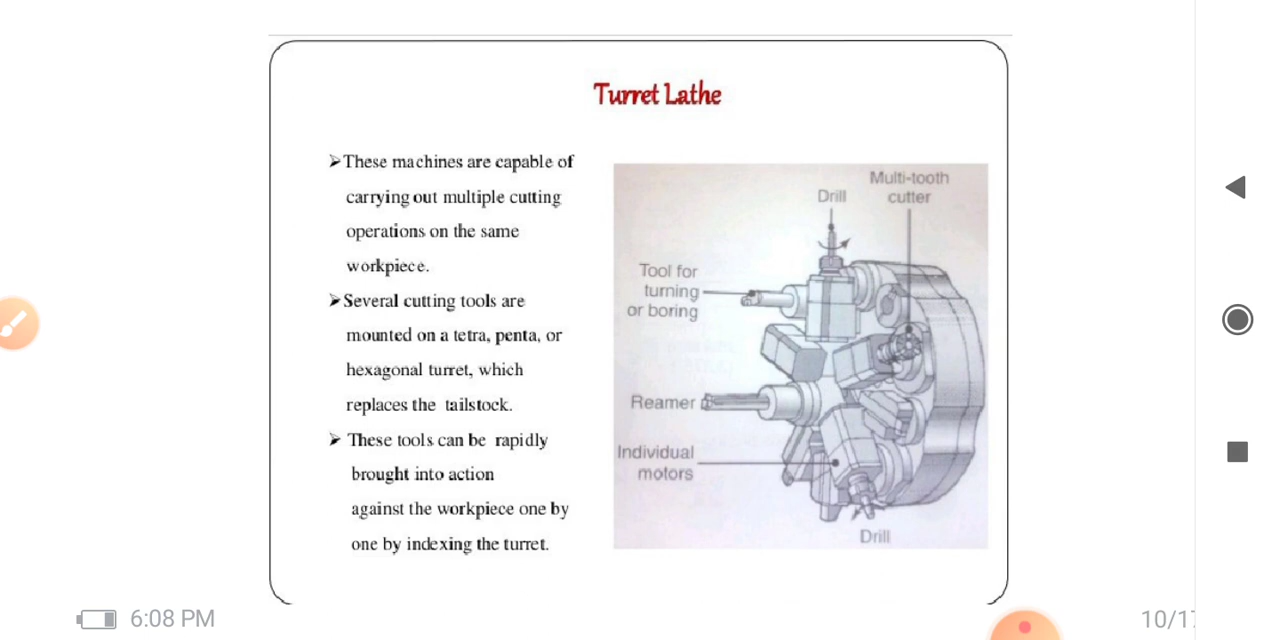 Turret Lathe
➢These machines are capable of
carrying out multiple cutting
operations on the same
workpiece.
➢Several cutting tools are
mounted on a tetra, penta, or
hexagonal turret, which
replaces the tailstock.
➢ These tools can be rapidly
brought into action
against the workpiece one by
one by indexing the turret.
Multi-tooth
cutter
Drill
Tool for
turning
or boring
Reamer
Individual
motors
Drill
6:08 PM
10/17